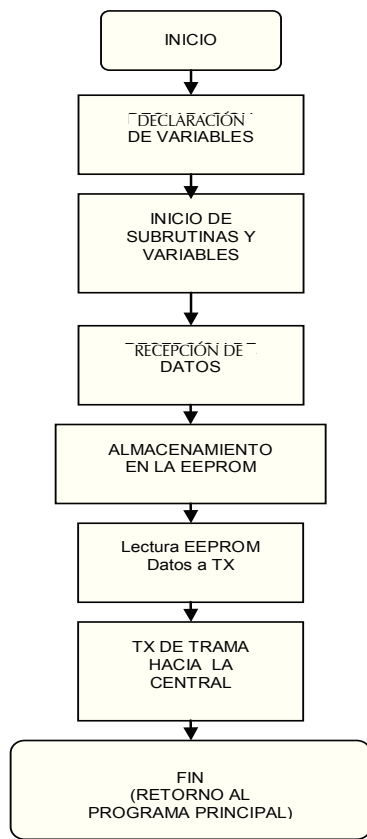 INICIO
DECLARACIÓN
DE VARIABLES
INICIO DE
SUBRUTINAS Y
VARIABLES
RECEPCIÓN DE
DATOS
ALMACENAMIENTO
EN LA EEPROM
Lectura EEPROM
Datos a TX
TX DE TRAMA
HACIA LA
CENTRAL
FIN
(RETORNO AL
PROGRAMA PRINCIPAL)